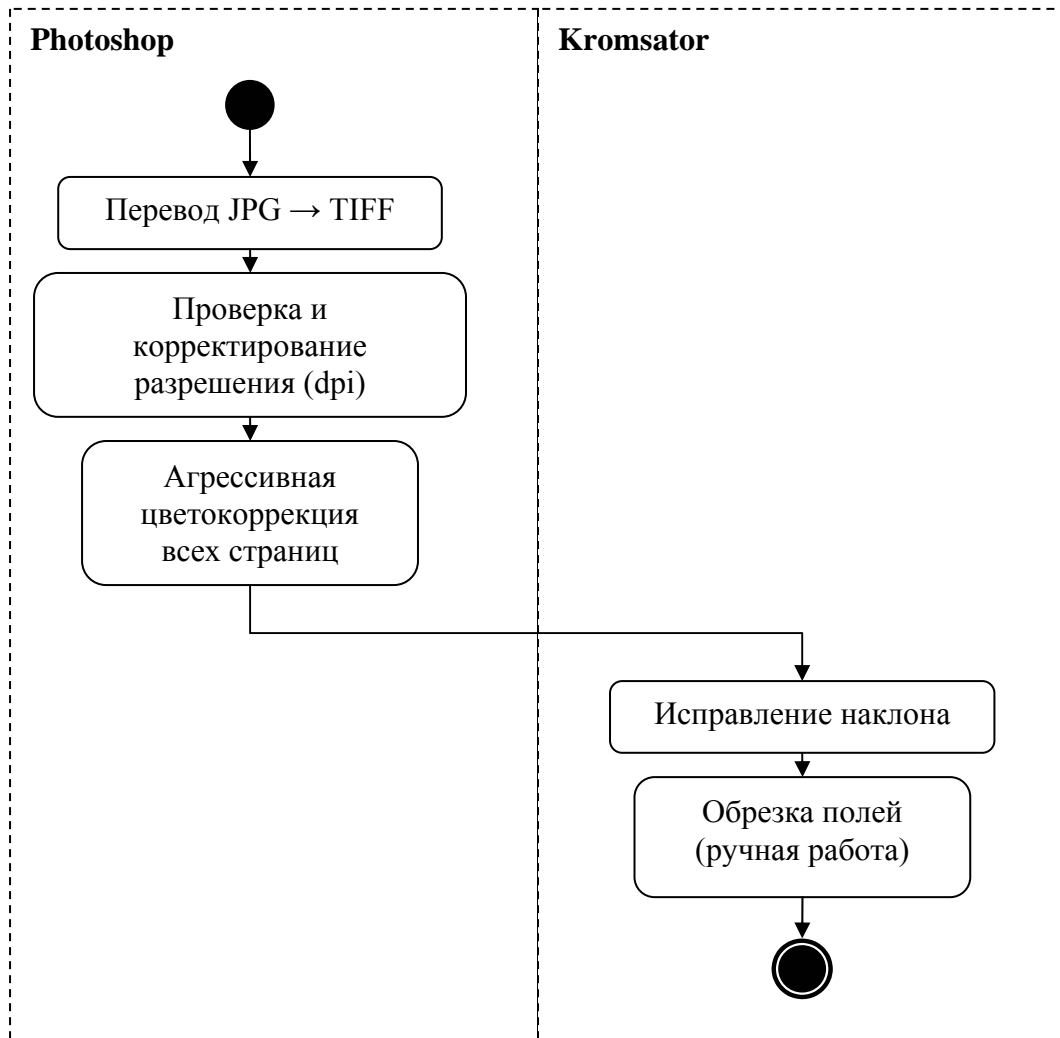 Photoshop
Kromsator
Перевод JPG → TIFF
Проверка и
корректирование
разрешения (dpi)
Агрессивная
цветокоррекция
всех страниц
Исправление наклона
Обрезка полей
(ручная работа)